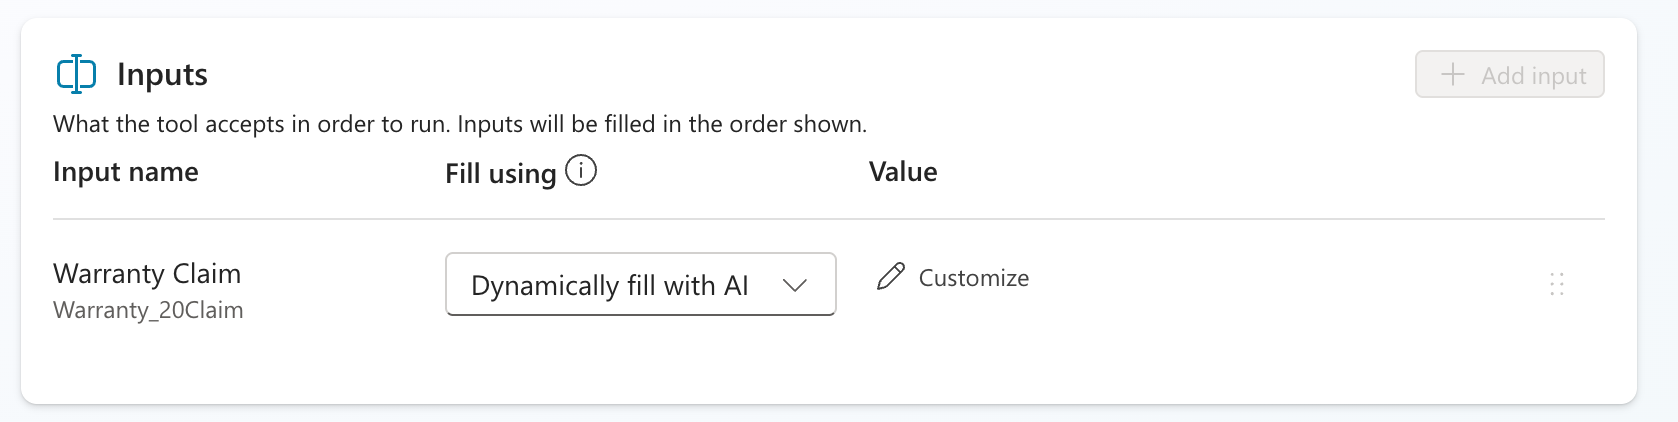 Inputs
Add input
What the tool accepts in order to run. Inputs will be filled in the order shown.
Input name
Fill using
Value
Warranty Claim
Warranty_20Claim
Dynamically fill with AI
Customize